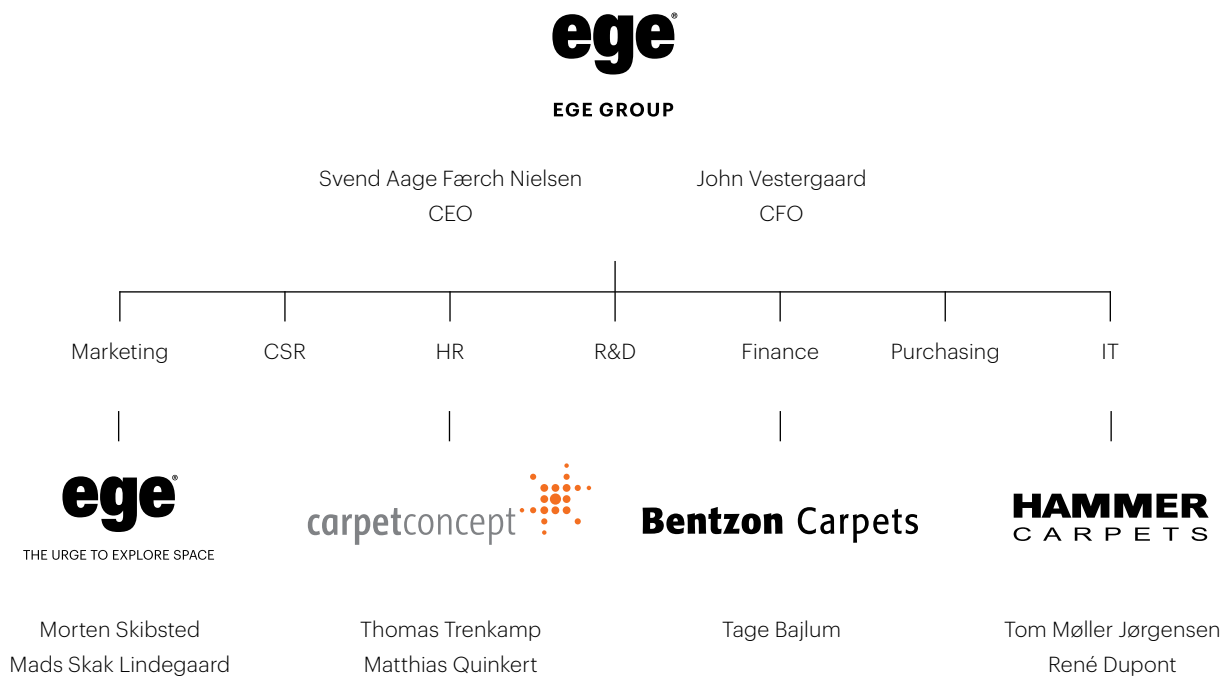 ege®
EGE GROUP
Svend Aage Færch Nielsen
CEO
John Vestergaard
CFO
Marketing
CSR
HR
R&D
Finance
Purchasing
IT
ege®
THE URGE TO EXPLORE SPACE
carpetconcept
Bentzon Carpets
HAMMER
CARPETS
Morten Skibsted
Mads Skak Lindegaard
Thomas Trenkamp
Matthias Quinkert
Tage Bajlum
Tom Møller Jørgensen
René Dupont